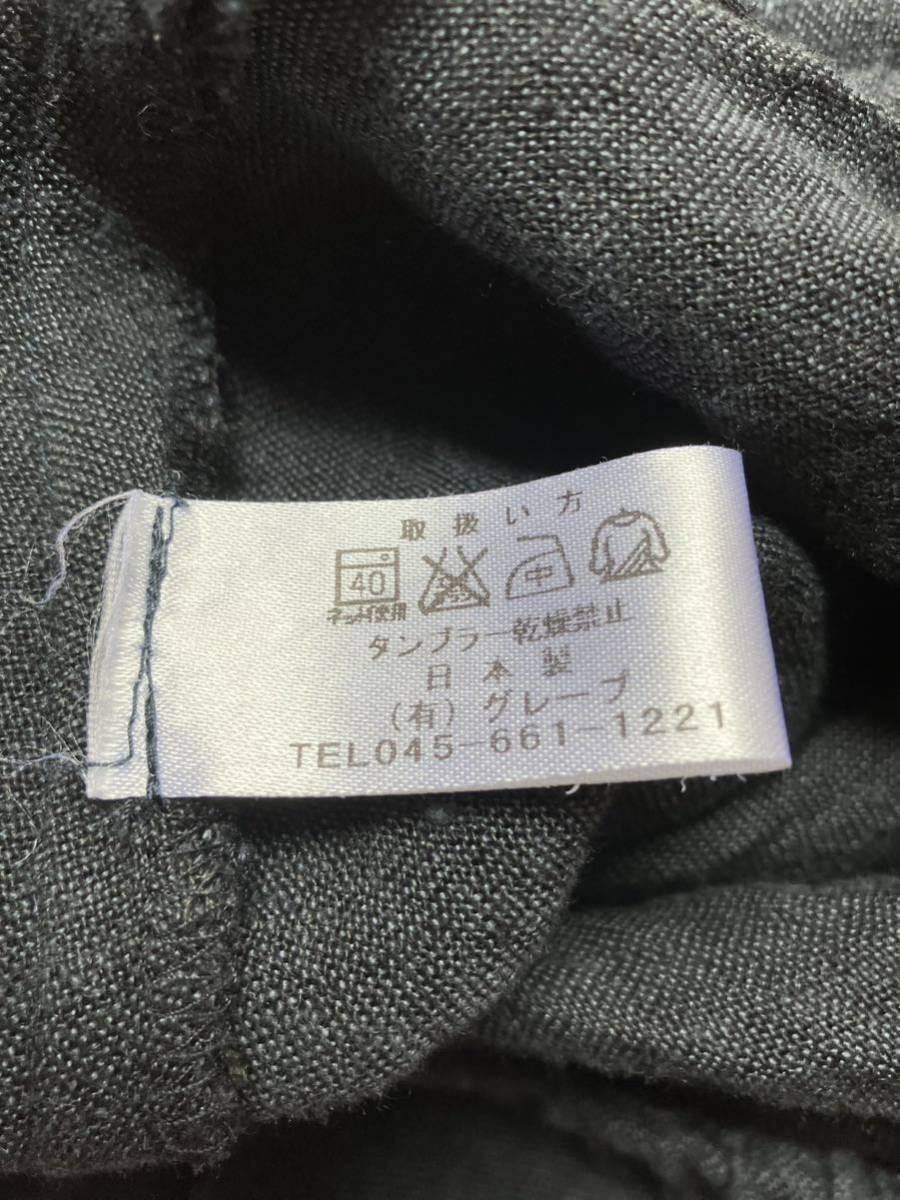 取扱い方
40 中
ネット使用
タンブラー乾燥禁止
日本製
(有)グレープ
TEL045-661-1221